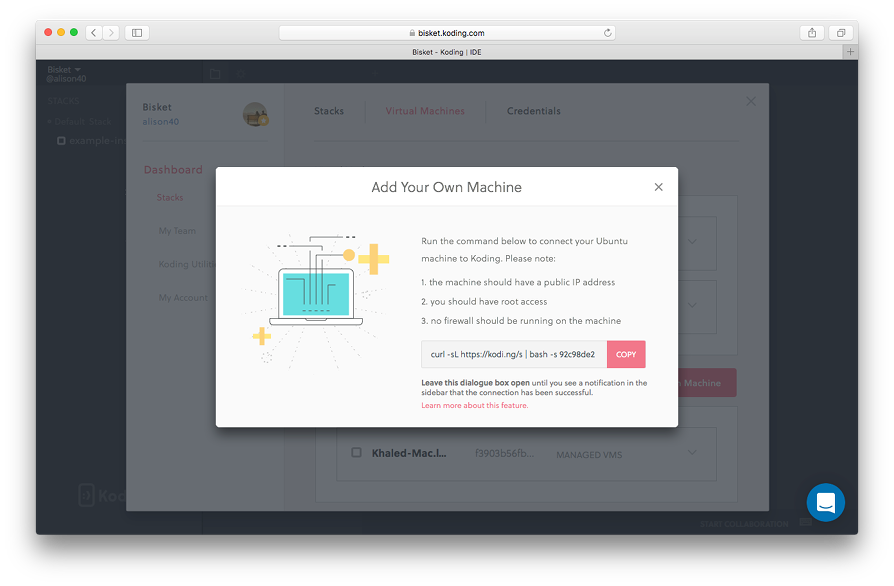 bisket.koding.com
Bisket - Koding | IDE
Bisket
@alison40
STACKS
Default Stack
example-in
Bisket
alison40
Stacks
Virtual Machines
Credentials
Dashboard
Stacks
My Team
Koding Utilit
My Account
Add Your Own Machine
Run the command below to connect your Ubuntu
machine to Koding. Please note:
1. the machine should have a public IP address
2. you should have root access
3. no firewall should be running on the machine
curl -sL https://kodi.ng/s | bash -s 92c98de2
COPY
Leave this dialogue box open until you see a notification in the
sidebar that the connection has been successful.
Learn more about this feature.
n Machine
Khaled-Mac.l...
f3903b56fb...
MANAGED VMS
Kod
START COLLABORATION